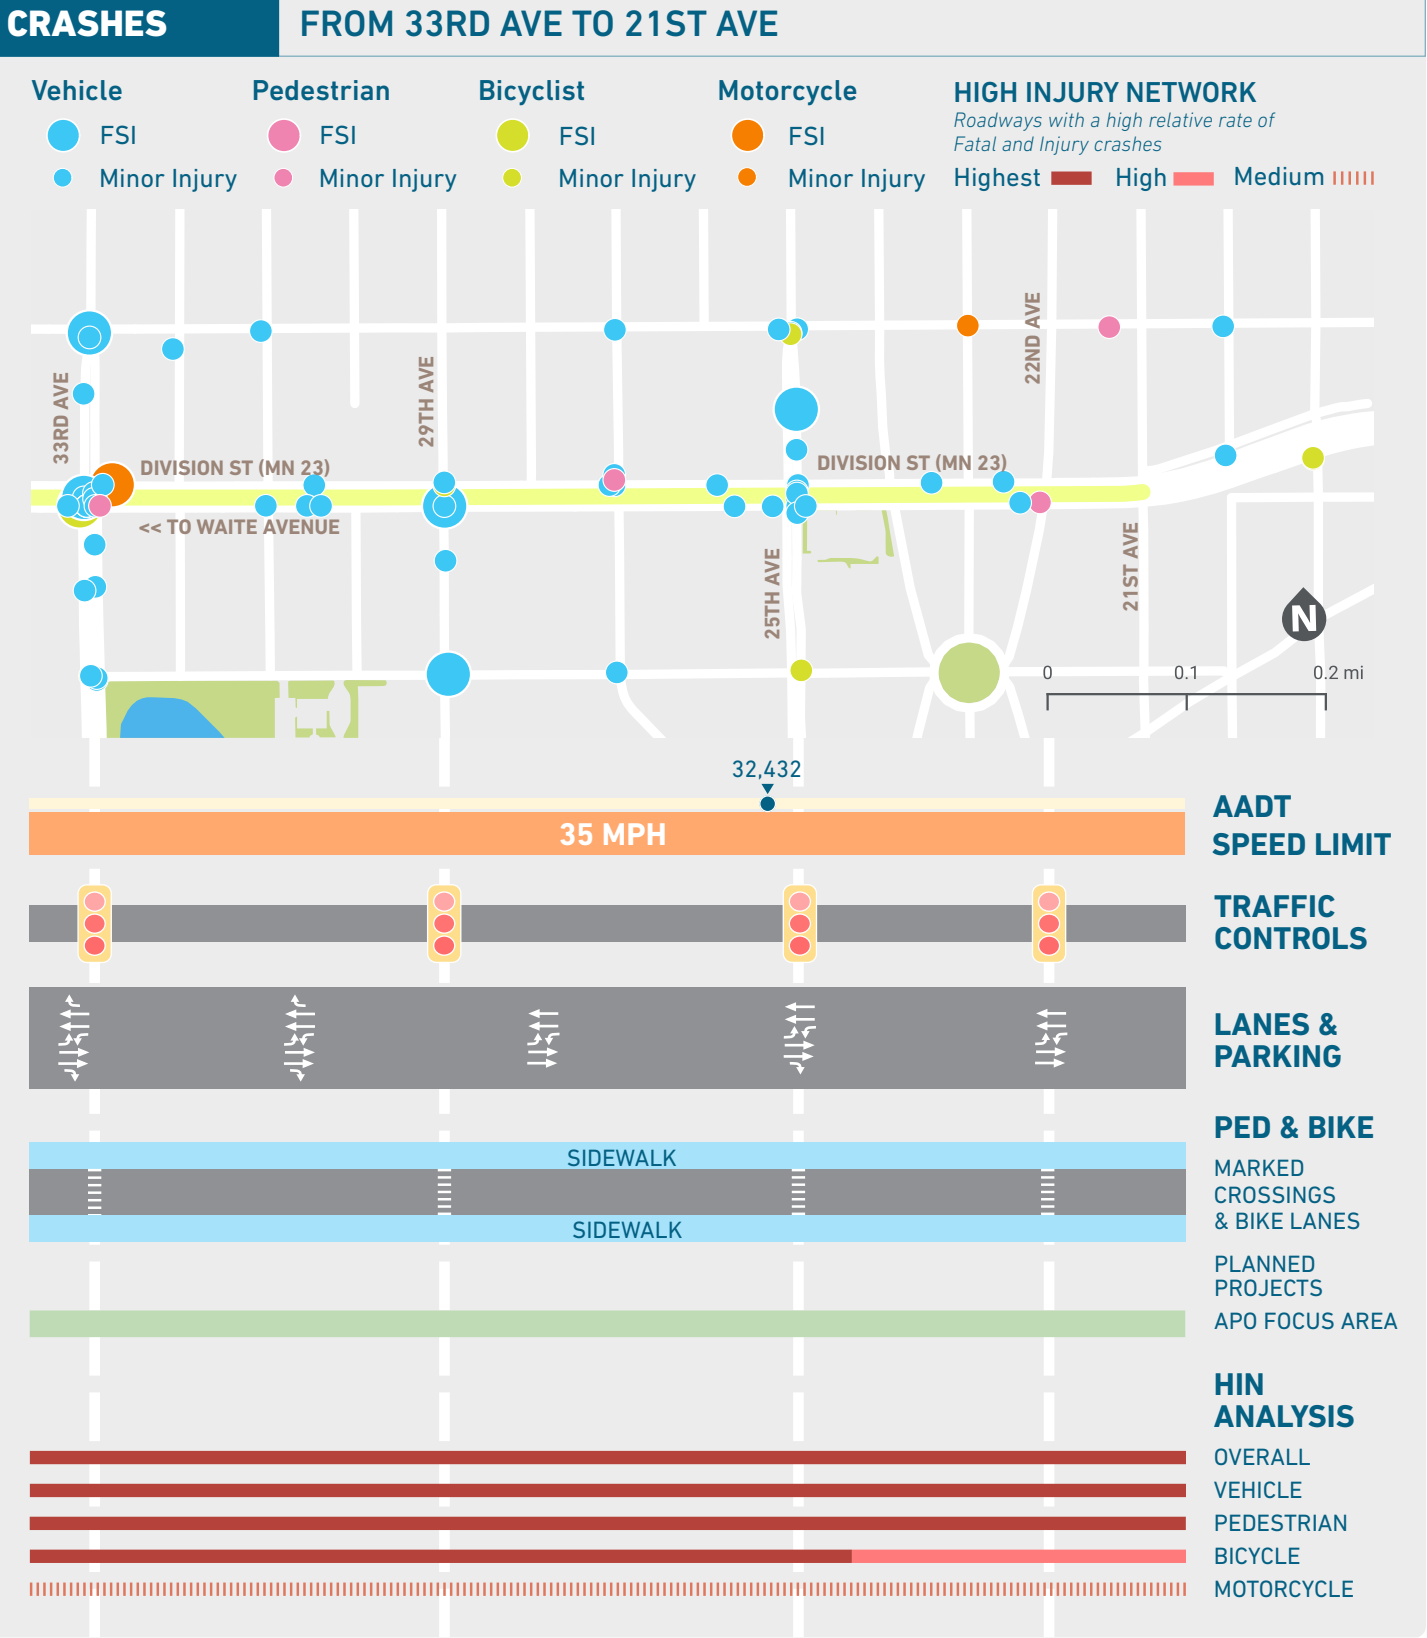 CRASHES
FROM 33RD AVE TO 21ST AVE
Vehicle
FSI
Minor Injury
Pedestrian
FSI
Minor Injury
Bicyclist
FSI
Minor Injury
Motorcycle
FSI
Minor Injury
HIGH INJURY NETWORK
Roadways with a high relative rate of
Fatal and Injury crashes
Highest
High
Medium
33RD AVE
29TH AVE
22ND AVE
DIVISION ST (MN 23)
DIVISION ST (MN 23)
<< TO WAITE AVENUE
25TH AVE
21ST AVE
N
0
0.1
0.2 mi
32,432
AADT
35 MPH
SPEED LIMIT
TRAFFIC
CONTROLS
LANES &
PARKING
PED & BIKE
SIDEWALK
SIDEWALK
MARKED
CROSSINGS
& BIKE LANES
PLANNED
PROJECTS
APO FOCUS AREA
HIN
ANALYSIS
OVERALL
VEHICLE
PEDESTRIAN
BICYCLE
MOTORCYCLE